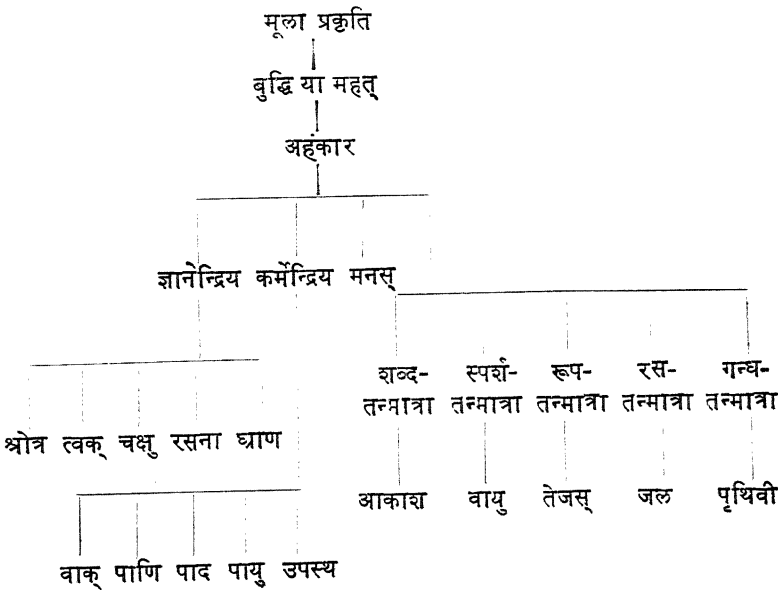 मूला प्रकृति
बुद्धि या महत्
अहंकार
ज्ञानेन्द्रिय कर्मेन्द्रिय मनस्
शब्द- स्पर्श- रूप- रस- गन्ध-
तन्मात्रा तन्मात्रा तन्मात्रा तन्मात्रा तन्मात्रा
श्रोत्र त्वक् चक्षु रसना घ्राण
आकाश वायु तेजस् जल पृथिवी
वाक् पाणि पाद पायु उपस्थ